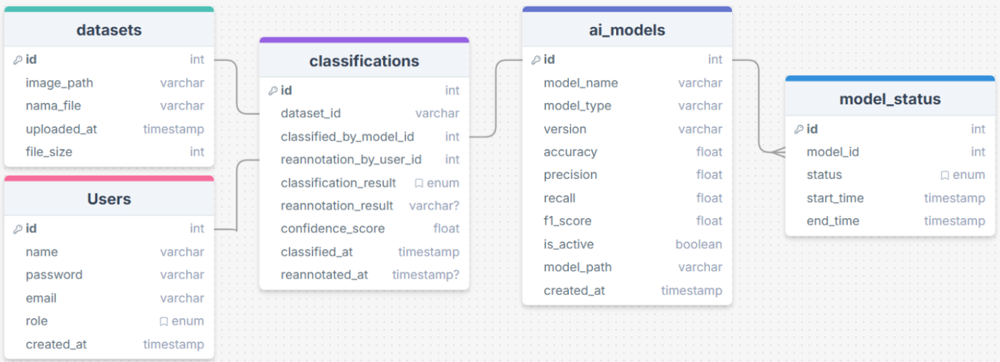 datasets
id int
image_path varchar
nama_file varchar
uploaded_at timestamp
file_size int
Users
id int
name varchar
password varchar
email varchar
role enum
created_at timestamp
classifications
id int
dataset_id varchar
classified_by_model_id int
reannotation_by_user_id int
classification_result enum
reannotation_result varchar?
confidence_score float
classified_at timestamp
reannotated_at timestamp?
ai_models
id int
model_name varchar
model_type varchar
version varchar
accuracy float
precision float
recall float
f1_score float
is_active boolean
model_path varchar
created_at timestamp
model_status
id int
model_id int
status enum
start_time timestamp
end_time timestamp